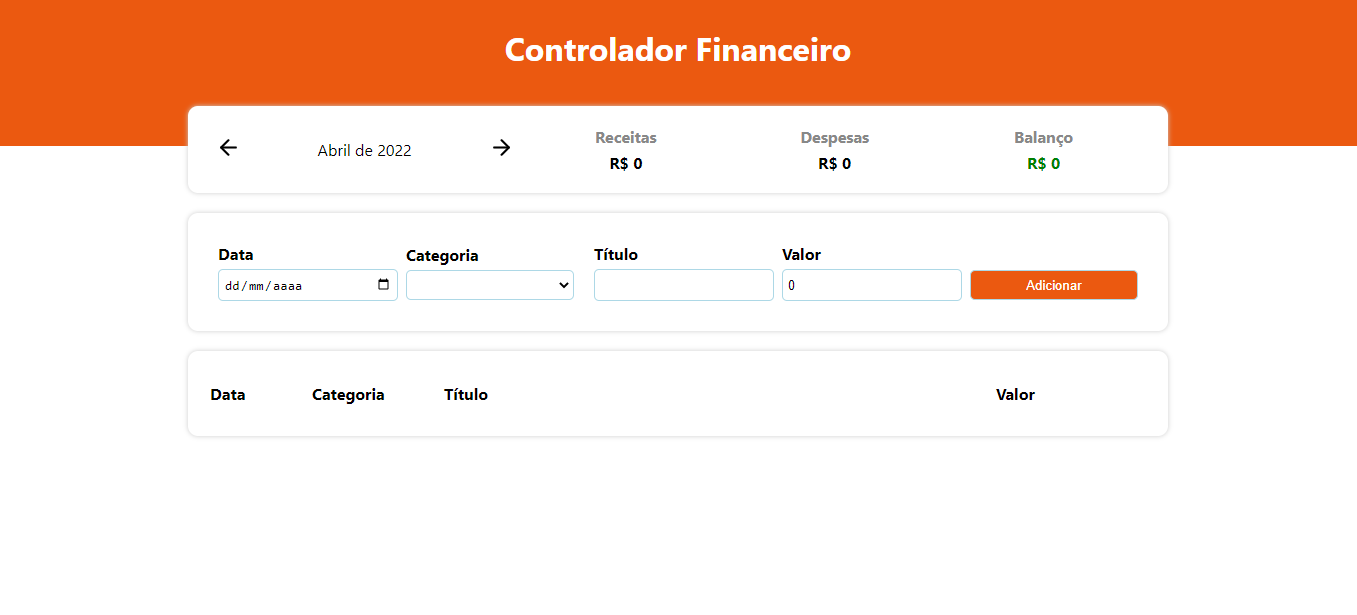 Controlador Financeiro
Abril de 2022
Receitas
R$ 0
Despesas
R$ 0
Balanço
R$ 0
Data
Categoria
Título
Valor
dd/mm/aaaa
0
Adicionar
Data
Categoria
Título
Valor